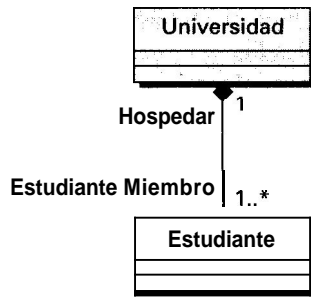 Universidad
1
Hospedar
Estudiante Miembro
1..*
Estudiante